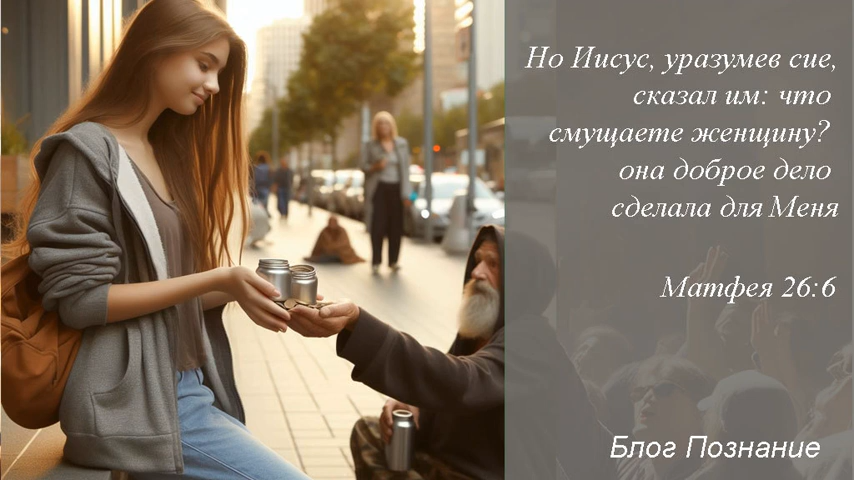 Но Иисус, уразумев сие,
сказал им: что
смущаете женщину?
она доброе дело
сделала для Меня
Матфея 26:6
Блог Познание